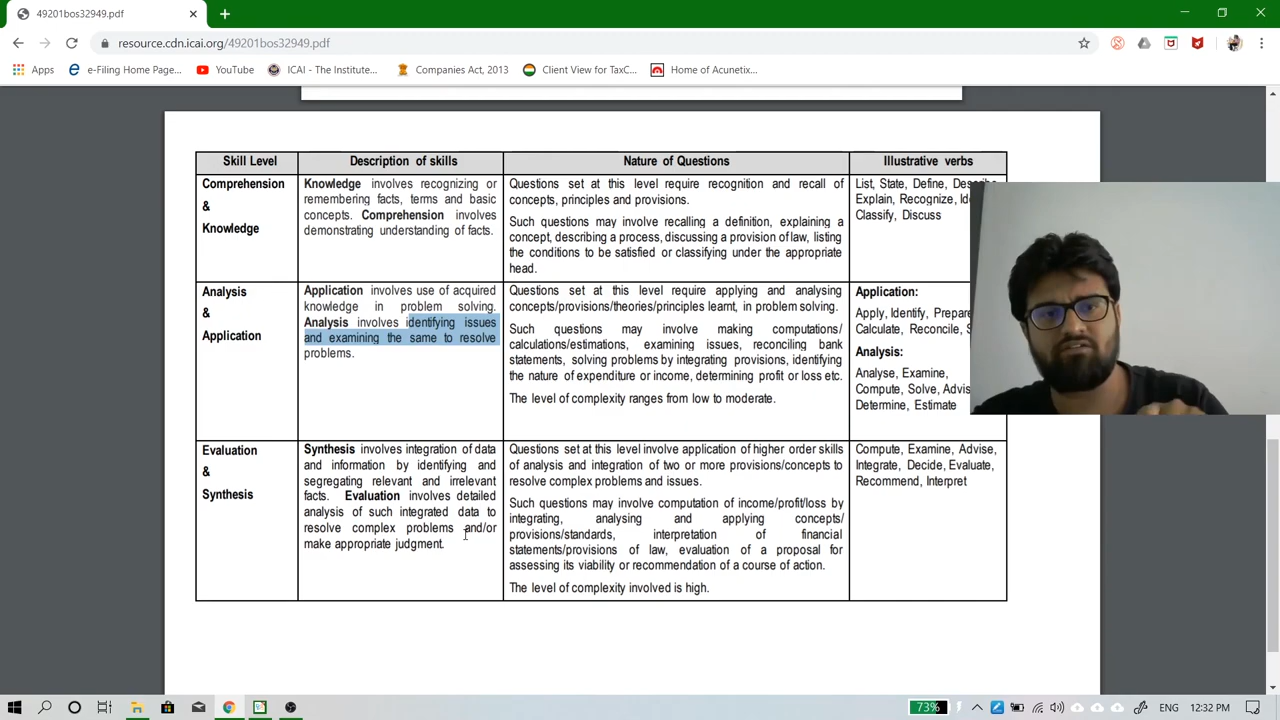 49201bos32949.pdf
resource.cdn.icai.org/49201bos32949.pdf
Apps
e-Filing Home Page...
YouTube
ICAI - The Institute...
Companies Act, 2013
Client View for TaxC...
Home of Acunetix...
Skill Level
Description of skills
Nature of Questions
Illustrative verbs
Comprehension
&
Knowledge
Knowledge involves recognizing or
remembering facts, terms and basic
concepts. Comprehension involves
demonstrating understanding of facts.
Questions set at this level require recognition and recall of
concepts, principles and provisions.
Such questions may involve recalling a definition, explaining a
concept, describing a process, discussing a provision of law, listing
the conditions to be satisfied or classifying under the appropriate
head.
List, State, Define, Describe,
Explain, Recognize,
Classify, Discuss
Analysis
&
Application
Application involves use of acquired
knowledge in problem solving.
Analysis involves identifying issues
and examining the same to resolve
problems.
Questions set at this level require applying and analysing
concepts/provisions/theories/principles learnt, in problem solving.
Such questions may involve making computations/
calculations/estimations, examining issues, reconciling bank
statements, solving problems by integrating provisions, identifying
the nature of expenditure or income, determining profit or loss etc.
The level of complexity ranges from low to moderate.
Application:
Apply, Identify, Prepare
Calculate, Reconcile,
Analysis:
Analyse, Examine,
Compute, Solve, Advis
Determine, Estimate
Evaluation
&
Synthesis
Synthesis involves integration of data
and information by identifying and
segregating relevant and irrelevant
facts. Evaluation involves detailed
analysis of such integrated data to
resolve complex problems and/or
make appropriate judgment.
Questions set at this level involve application of higher order skills
of analysis and integration of two or more provisions/concepts to
resolve complex problems and issues.
Such questions may involve computation of income/profit/loss by
integrating, analysing and applying concepts/
provisions/standards, interpretation of financial
statements/provisions of law, evaluation of a proposal for
assessing its viability or recommendation of a course of action.
The level of complexity involved is high.
Compute, Examine, Advise,
Integrate, Decide, Evaluate,
Recommend, Interpret
73%
ENG
12:32 PM